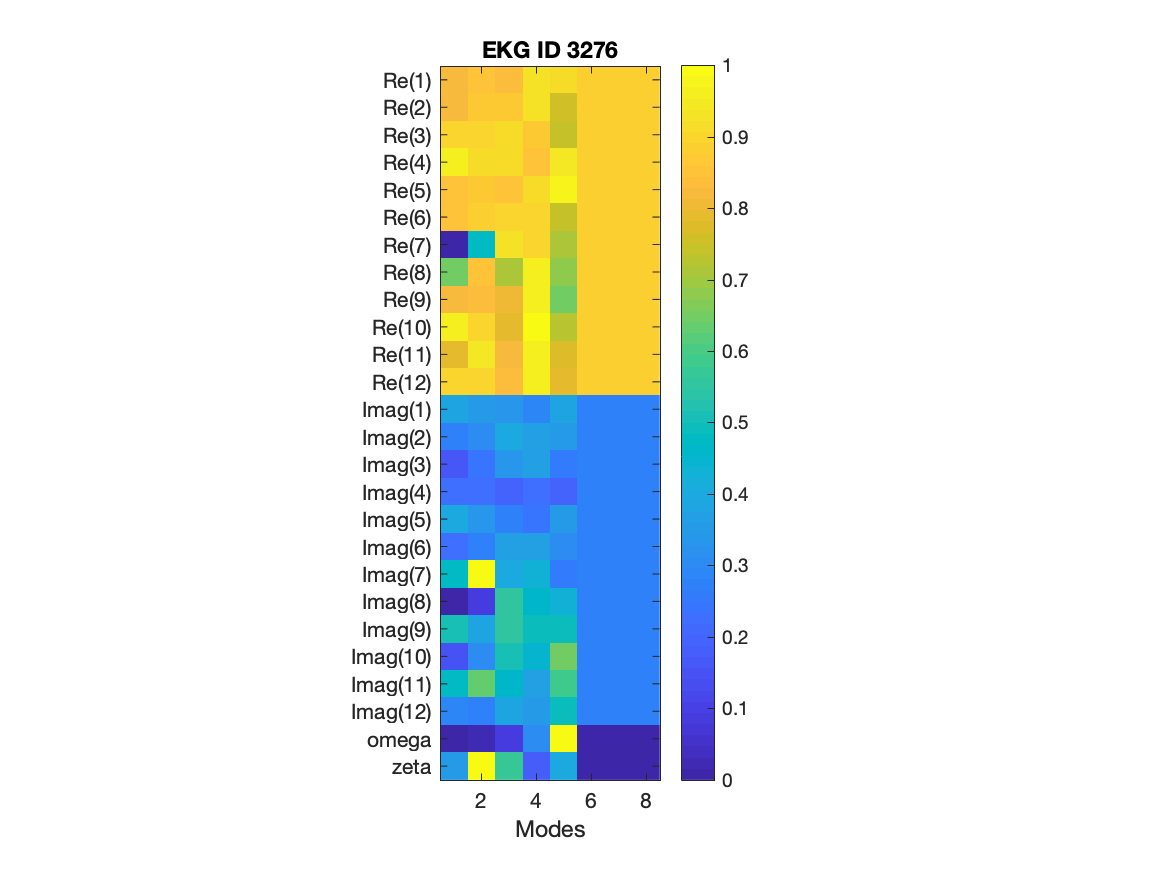 EKG ID 3276
Re(1)
Re(2)
Re(3)
Re(4)
Re(5)
Re(6)
Re(7)
Re(8)
Re(9)
Re(10)
Re(11)
Re(12)
Imag(1)
Imag(2)
Imag(3)
Imag(4)
Imag(5)
Imag(6)
Imag(7)
Imag(8)
Imag(9)
Imag(10)
Imag(11)
Imag(12)
omega
zeta
2 4 6 8
Modes
1
0.9
0.8
0.7
0.6
0.5
0.4
0.3
0.2
0.1
0